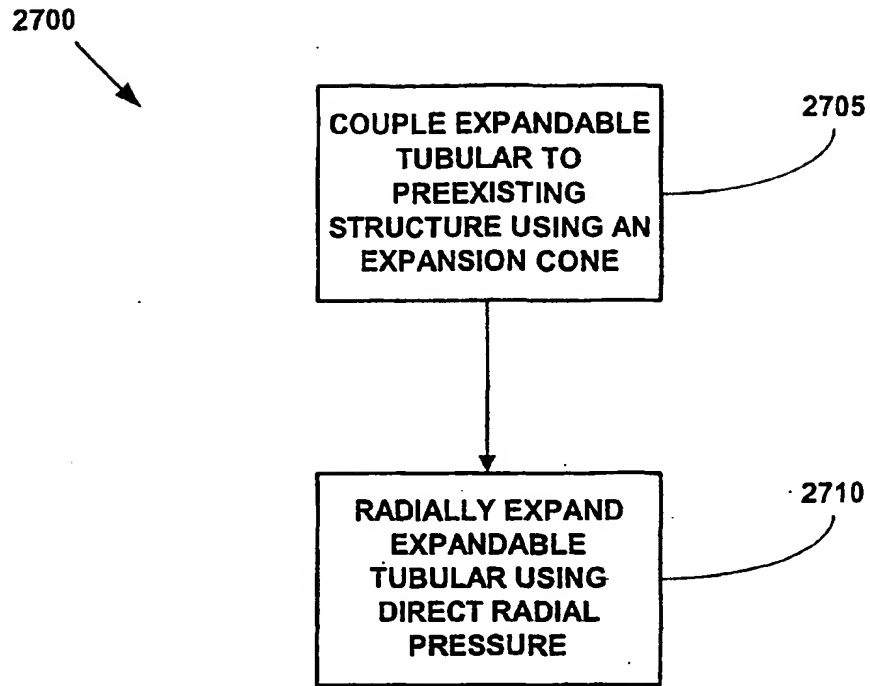 2700
COUPLE EXPANDABLE
TUBULAR TO
PREEXISTING
STRUCTURE USING AN
EXPANSION CONE
2705
RADIALLY EXPAND
EXPANDABLE
TUBULAR USING
DIRECT RADIAL
PRESSURE
2710